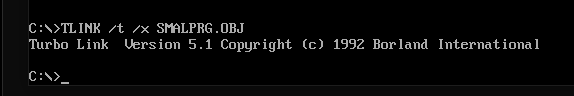 C:\>TLINK /t /x SMALPRG.OBJ
Turbo Link  Version 5.1 Copyright (c) 1992 Borland International
C:\>_